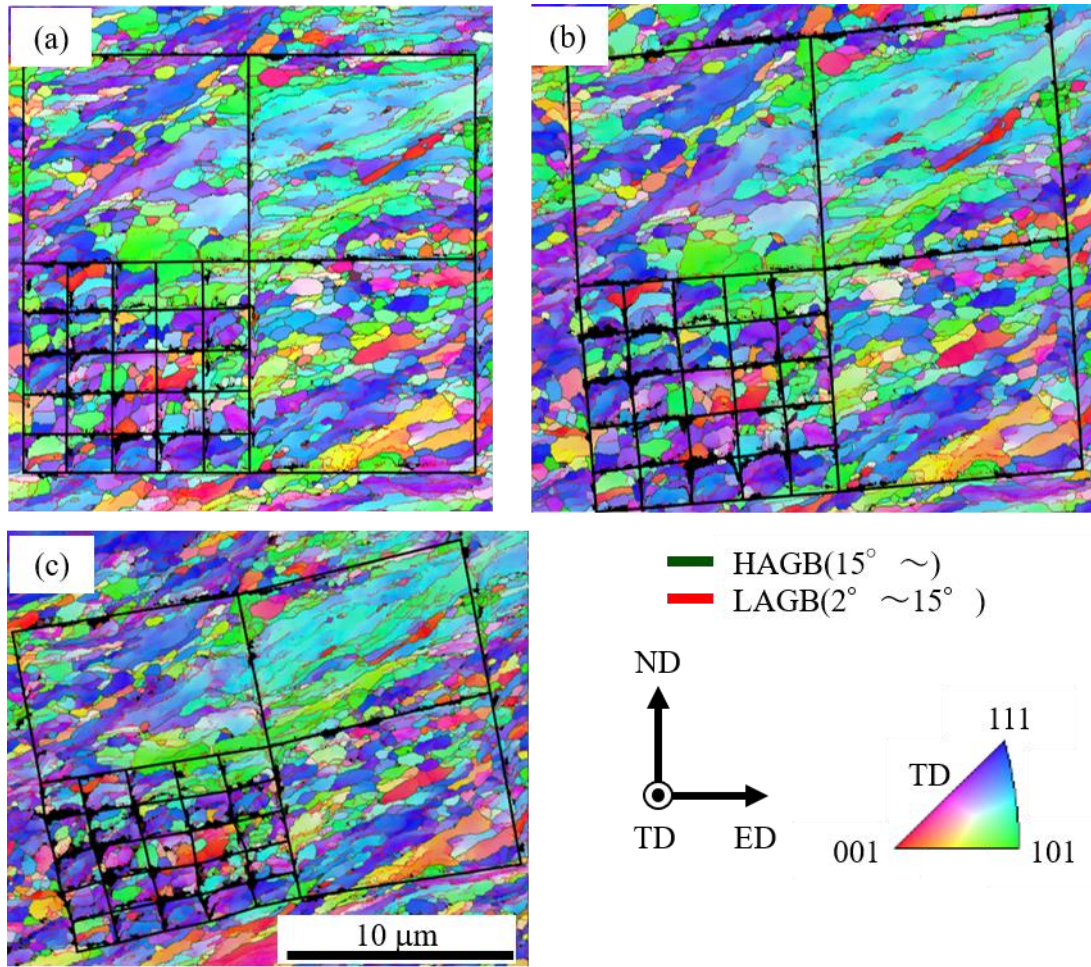 (a)
(b)
(c)
10 μm
HAGB(15° ～)
LAGB(2° ～15° )
ND
TD
ED
111
TD
001
101